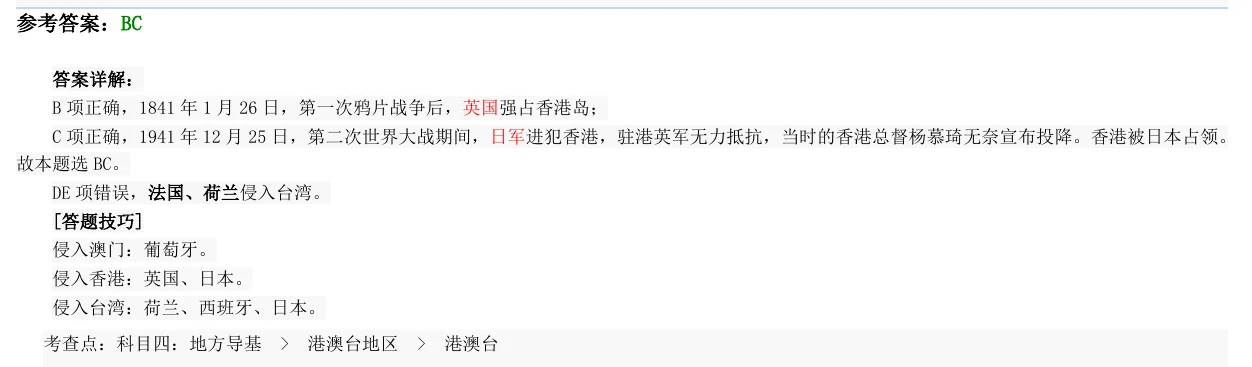 参考答案：BC
答案详解：
B 项正确，1841 年 1 月 26 日，第一次鸦片战争后，英国强占香港岛；
C 项正确，1941 年 12 月 25 日，第二次世界大战期间，日军进犯香港，驻港英军无力抵抗，当时的香港总督杨慕琦无奈宣布投降。香港被日本占领。
故本题选 BC。
DE 项错误，法国、荷兰侵入台湾。
[答题技巧]
侵入澳门：葡萄牙。
侵入香港：英国、日本。
侵入台湾：荷兰、西班牙、日本。
考查点：科目四：地方导基 > 港澳台地区 > 港澳台